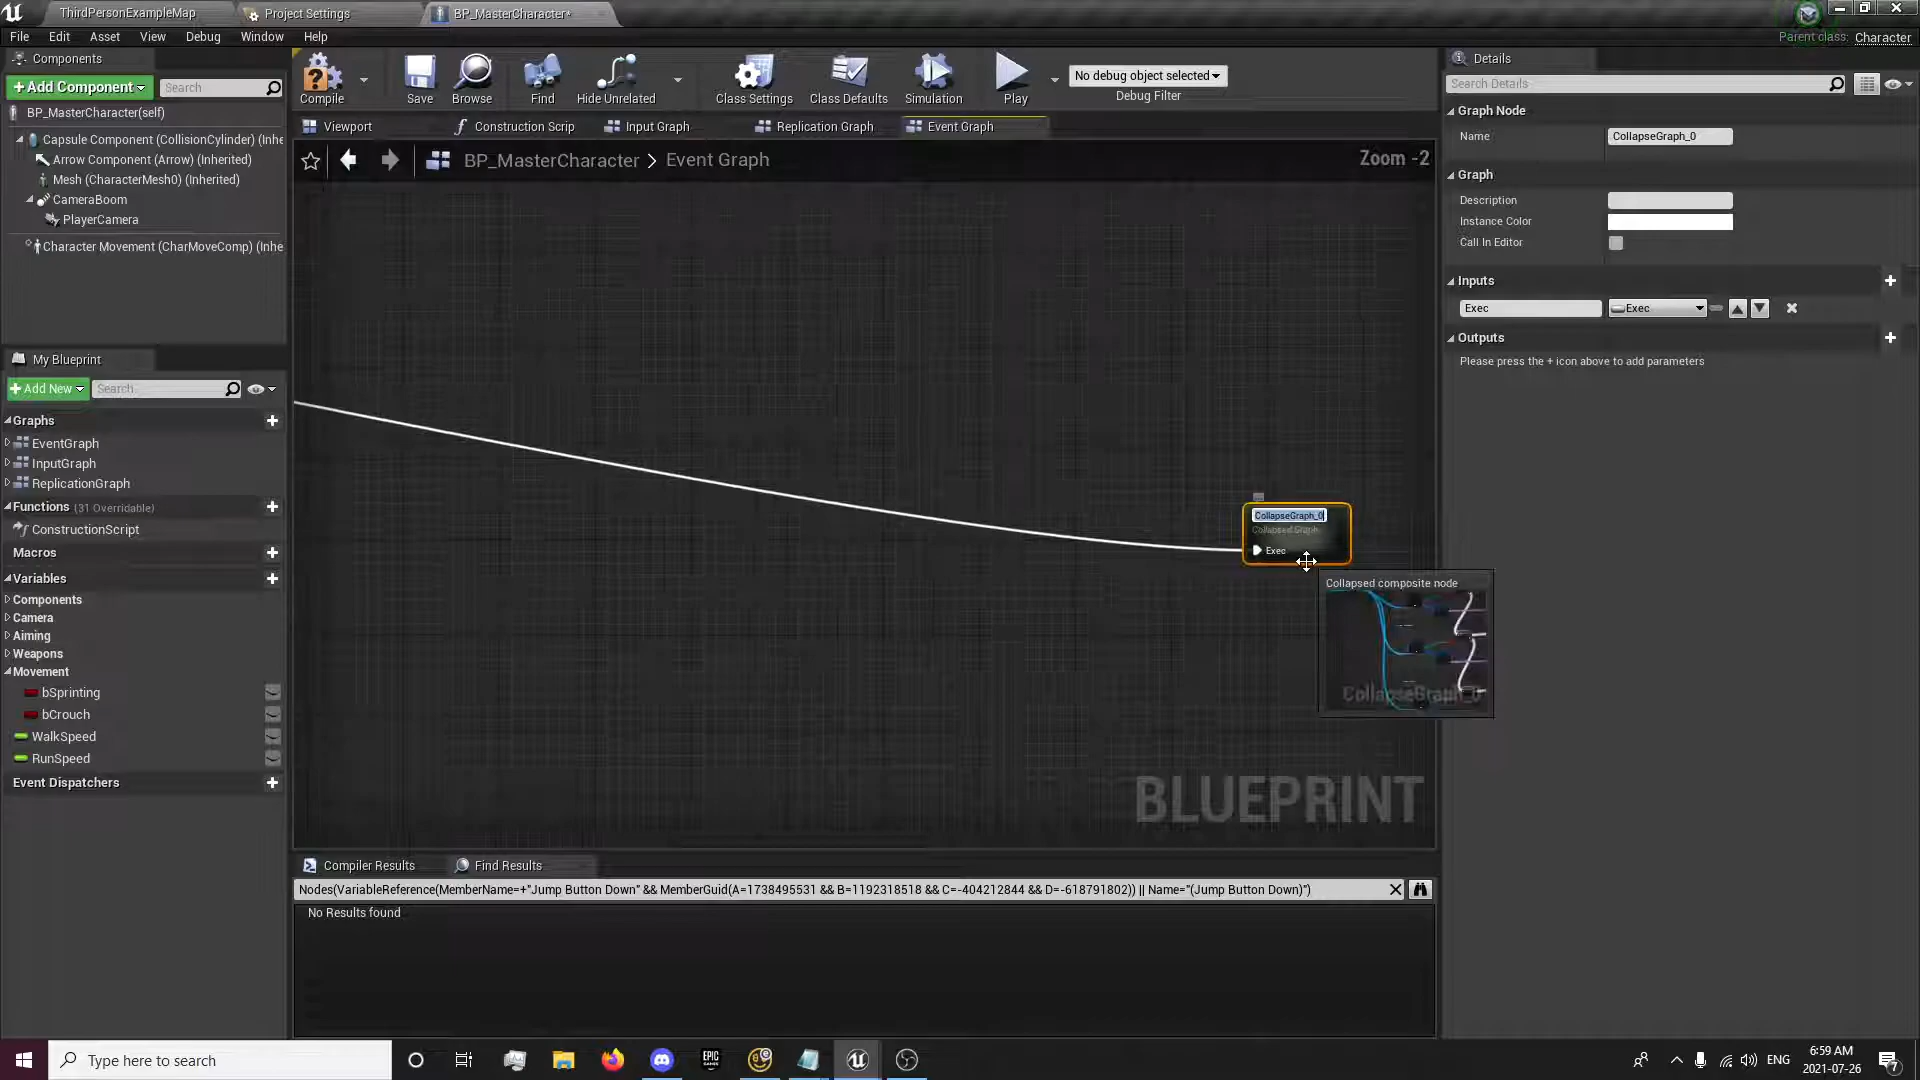 ThirdPersonExampleMap
Project Settings
BP_MasterCharacter*
File Edit Asset View Debug Window Help
Parent class: Character
Components
+Add Component
Search
BP_MasterCharacter(self)
Capsule Component (CollisionCylinder) (Inhe
Arrow Component (Arrow) (Inherited)
Mesh (CharacterMesh0) (Inherited)
CameraBoom
PlayerCamera
Character Movement (CharMoveComp) (Inhe
Compile
Save
Browse
Find
Hide Unrelated
Class Settings
Class Defaults
Simulation
Play
No debug object selected
Debug Filter
Viewport
Construction Scrip
Input Graph
Replication Graph
Event Graph
BP_MasterCharacter > Event Graph
Zoom -2
CollapseGraph_0
Collapsed Graph
Exec
Collapsed composite node
CollapseGraph_0
BLUEPRINT
My Blueprint
+Add New
Search
Graphs
EventGraph
InputGraph
ReplicationGraph
Functions (31 Overridable)
ConstructionScript
Macros
Variables
Components
Camera
Aiming
Weapons
Movement
bSprinting
bCrouch
WalkSpeed
RunSpeed
Event Dispatchers
Compiler Results
Find Results
Nodes(VariableReference(MemberName=+"Jump Button Down" && MemberGuid(A=1738495531 && B=1192318518 && C=-404212844 && D=-618791802)) || Name="(Jump Button Down)")
No Results found
Details
Search Details
Graph Node
Name CollapseGraph_0
Graph
Description
Instance Color
Call In Editor
Inputs
Exec Exec
Outputs
Please press the + icon above to add parameters
Type here to search
EPIC GAMES
ENG
6:59 AM
2021-07-26
7